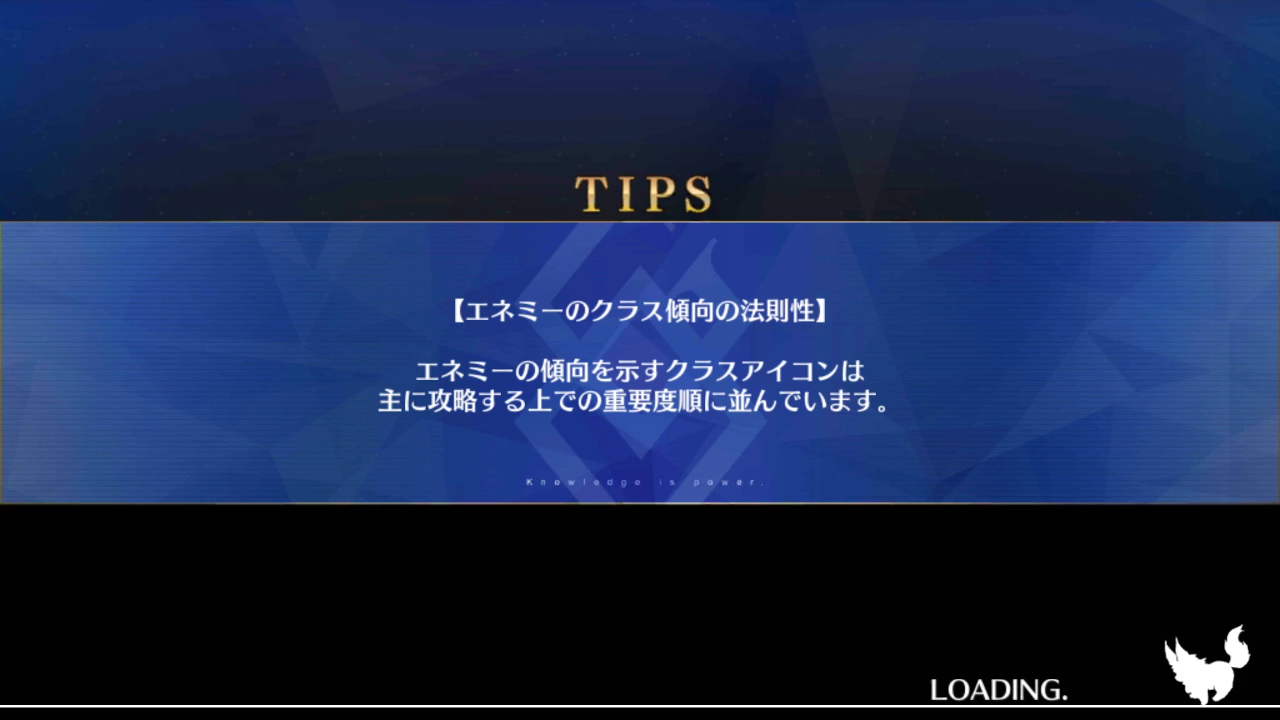 TIPS
【エネミーのクラス傾向の法則性】
エネミーの傾向を示すクラスアイコンは
主に攻略する上での重要度順に並んでいます。
Knowledge is power.
LOADING.